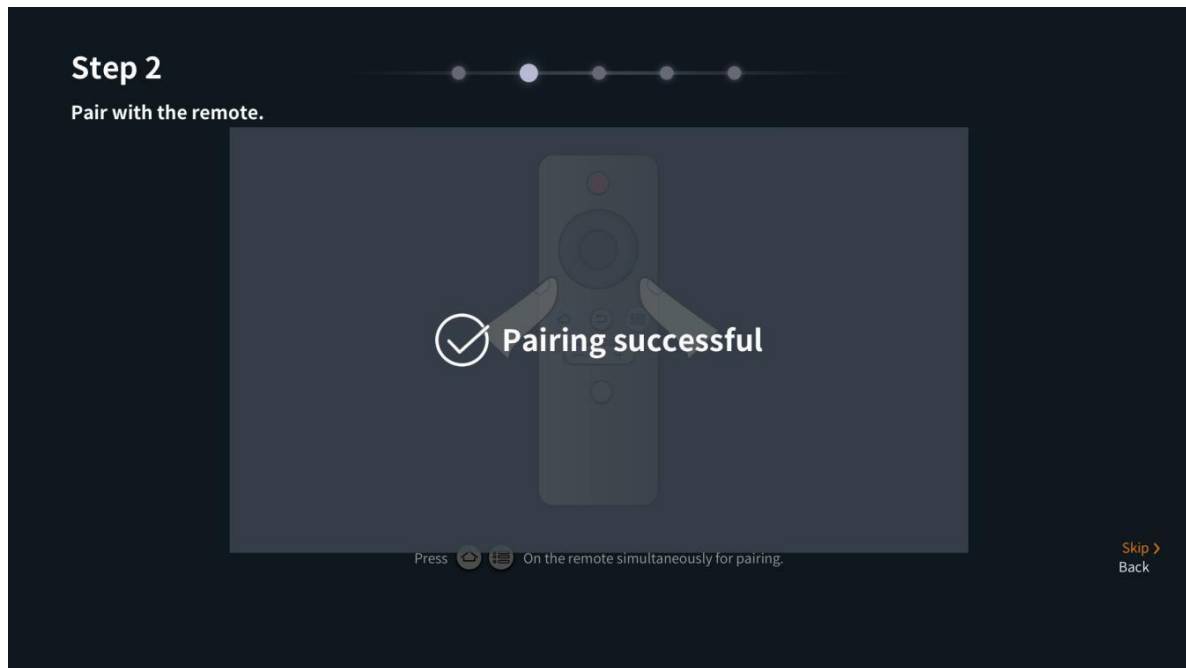 Step 2
Pair with the remote.
Pairing successful
Press On the remote simultaneously for pairing.
Skip >
Back